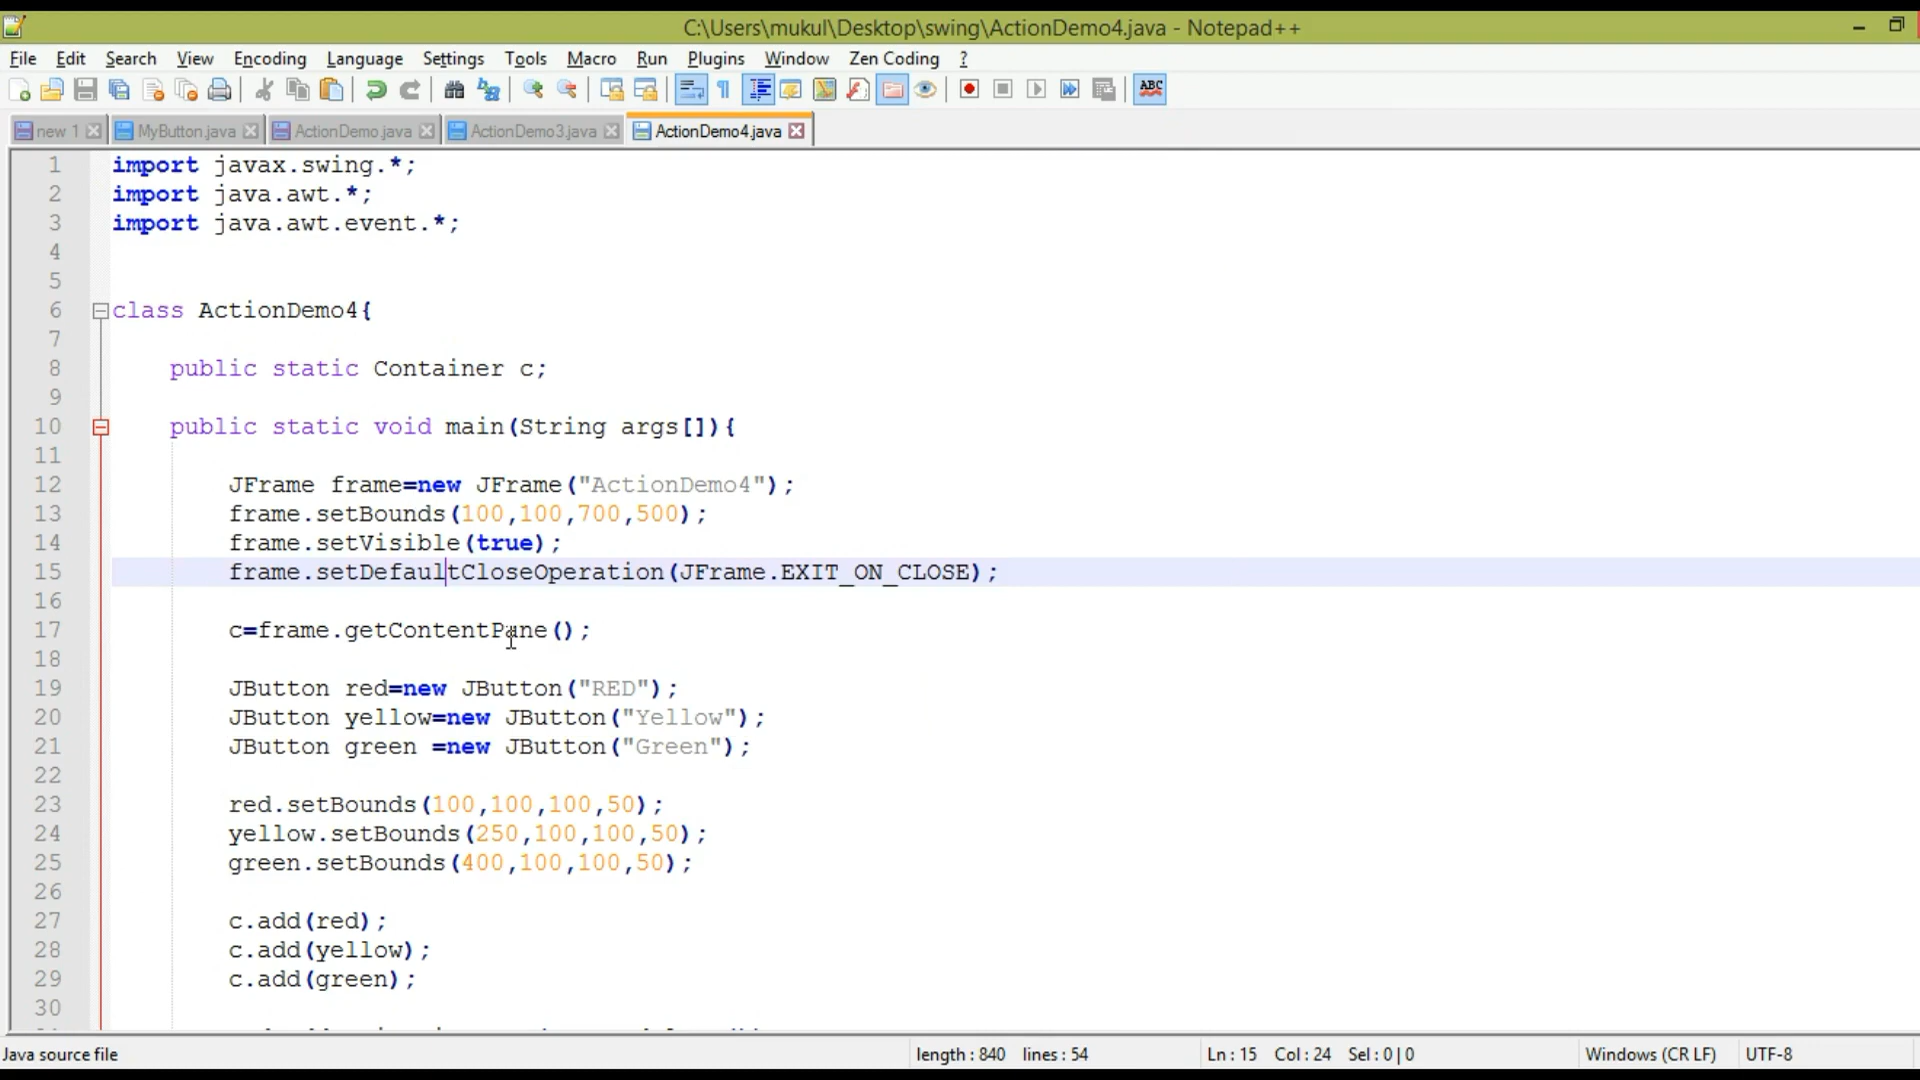 C:\Users\mukul\Desktop\swing\ActionDemo4.java - Notepad++
File Edit Search View Encoding Language Settings Tools Macro Run Plugins Window Zen Coding ?
ABC
new 1 MyButton.java ActionDemo.java ActionDemo3.java ActionDemo4.java
1 import javax.swing.*;
2 import java.awt.*;
3 import java.awt.event.*;
4
5
6 class ActionDemo4{
7
8 public static Container c;
9
10 public static void main(String args[]){
11
12 JFrame frame=new JFrame("ActionDemo4");
13 frame.setBounds(100,100,700,500);
14 frame.setVisible(true);
15 frame.setDefaultCloseOperation(JFrame.EXIT_ON_CLOSE);
16
17 c=frame.getContentPane();
18
19 JButton red=new JButton("RED");
20 JButton yellow=new JButton("Yellow");
21 JButton green =new JButton("Green");
22
23 red.setBounds(100,100,100,50);
24 yellow.setBounds(250,100,100,50);
25 green.setBounds(400,100,100,50);
26
27 c.add(red);
28 c.add(yellow);
29 c.add(green);
30
Java source file length : 840 lines : 54 Ln : 15 Col : 24 Sel : 0 | 0 Windows (CR LF) UTF-8